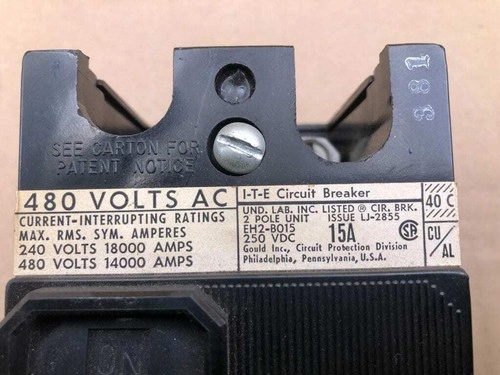 381
SEE CARTON FOR
PATENT NOTICE
480 VOLTS AC
CURRENT-INTERRUPTING RATINGS
MAX. RMS. SYM. AMPERES
240 VOLTS 18000 AMPS
480 VOLTS 14000 AMPS
I-T-E Circuit Breaker
UND. LAB. INC. LISTED ® CIR. BRK.
2 POLE UNIT ISSUE LJ-2855
EH2-B015
250 VDC 15A SA
Gould Inc., Circuit Protection Division
Philadelphia, Pennsylvania, U.S.A.
40 C
CU/
AL
ON